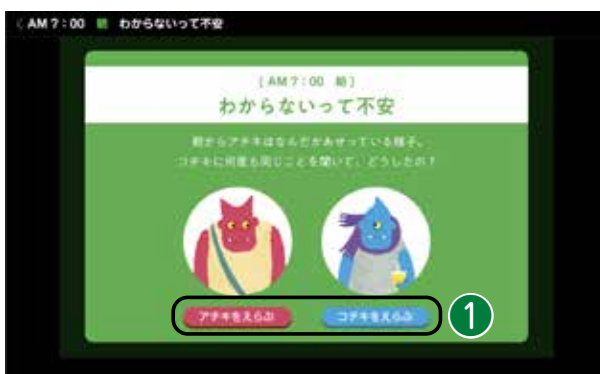 〈 AM 7:00 朝 わからないって不安
[ AM 7:00 朝 ]
わからないって不安
朝からアチキはなんだかあせっている様子。
コチキに何度も同じことを聞いて、どうしたの？
アチキをえらぶ
コチキをえらぶ
1